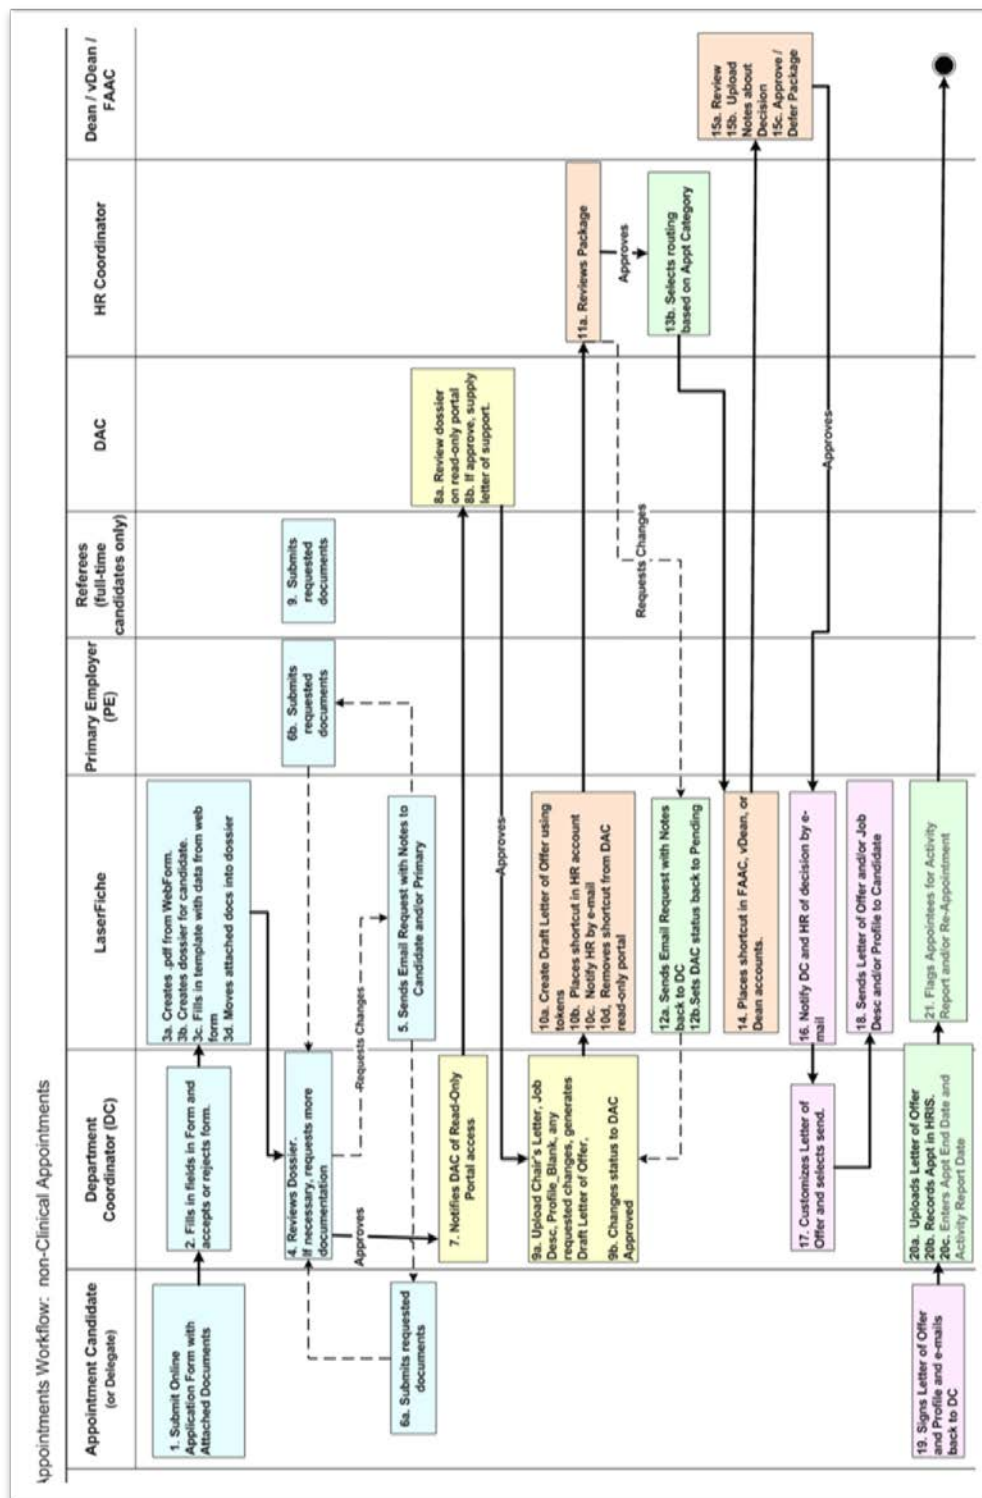 Appointments Workflow: non-Clinical Appointments
Appointment Candidate
(or Delegate)
Department
Coordinator (DC)
LaserFiche
Primary Employer
(PE)
Referees
(full-time
candidates only)
DAC
HR Coordinator
Dean / vDean /
FAAC
1. Submit Online
Application Form with
Attached Documents
2. Fills in fields in Form and
accepts or rejects form.
3a. Creates .pdf from WebForm.
3b. Creates dossier for candidate.
3c. Fills in template with data from web
form
3d. Moves attached docs into dossier
4. Reviews Dossier.
If necessary, requests more
documentation
Requests Changes
Approves
5. Sends Email Request with Notes to
Candidate and/or Primary
6a. Submits requested
documents
6b. Submits
requested
documents
9. Submits
requested
documents
7. Notifies DAC of Read-Only
Portal access
8a. Review dossier
on read-only portal
8b. If approve, supply
letter of support.
Approves
9a. Upload Chair's Letter, Job
Desc, Profile_Blank, any
requested changes, generates
Draft Letter of Offer,
9b. Changes status to DAC
Approved
10a. Create Draft Letter of Offer using
tokens
10b. Places shortcut in HR account
10c. Notify HR by e-mail
10d. Removes shortcut from DAC
read-only portal
11a. Reviews Package
Approves
Requests Changes
12a. Sends Email Request with Notes
back to DC
12b.Sets DAC status back to Pending
13b. Selects routing
based on Appt Category
14. Places shortcut in FAAC, vDean, or
Dean accounts.
15a. Review
15b. Upload
Notes about
Decision
15c. Approve /
Defer Package
Approves
16. Notify DC and HR of decision by e-
mail
17. Customizes Letter of
Offer and selects send.
18. Sends Letter of Offer and/or Job
Desc and/or Profile to Candidate
19. Signs Letter of Offer
and Profile and e-mails
back to DC
20a. Uploads Letter of Offer
20b. Records Appt in HRIS.
20c. Enters Appt End Date and
Activity Report Date
21. Flags Appointees for Activity
Report and/or Re-Appointment